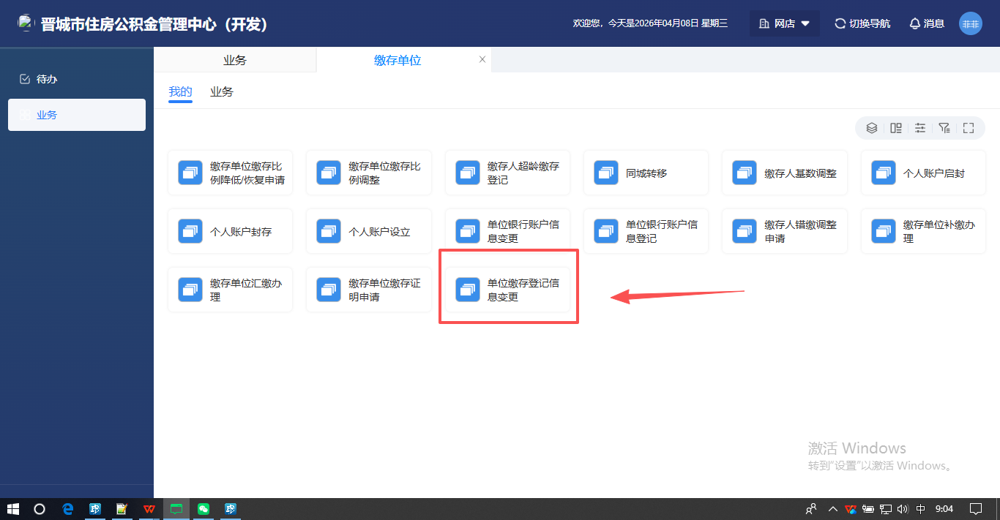 晋城市住房公积金管理中心（开发）
欢迎您，今天是2026年04月08日 星期三
网店
切换导航
消息
菲菲
待办
业务
业务
缴存单位
我的
业务
缴存单位缴存比
例降低/恢复申请
缴存单位缴存比
例调整
缴存人超龄缴存
登记
同城转移
缴存人基数调整
个人账户启封
个人账户封存
个人账户设立
单位银行账户信
息变更
单位银行账户信
息登记
缴存人错缴调整
申请
缴存单位补缴办
理
缴存单位汇缴办
理
缴存单位缴存证
明申请
单位缴存登记信
息变更
激活 Windows
转到"设置"以激活 Windows。
中
9:04